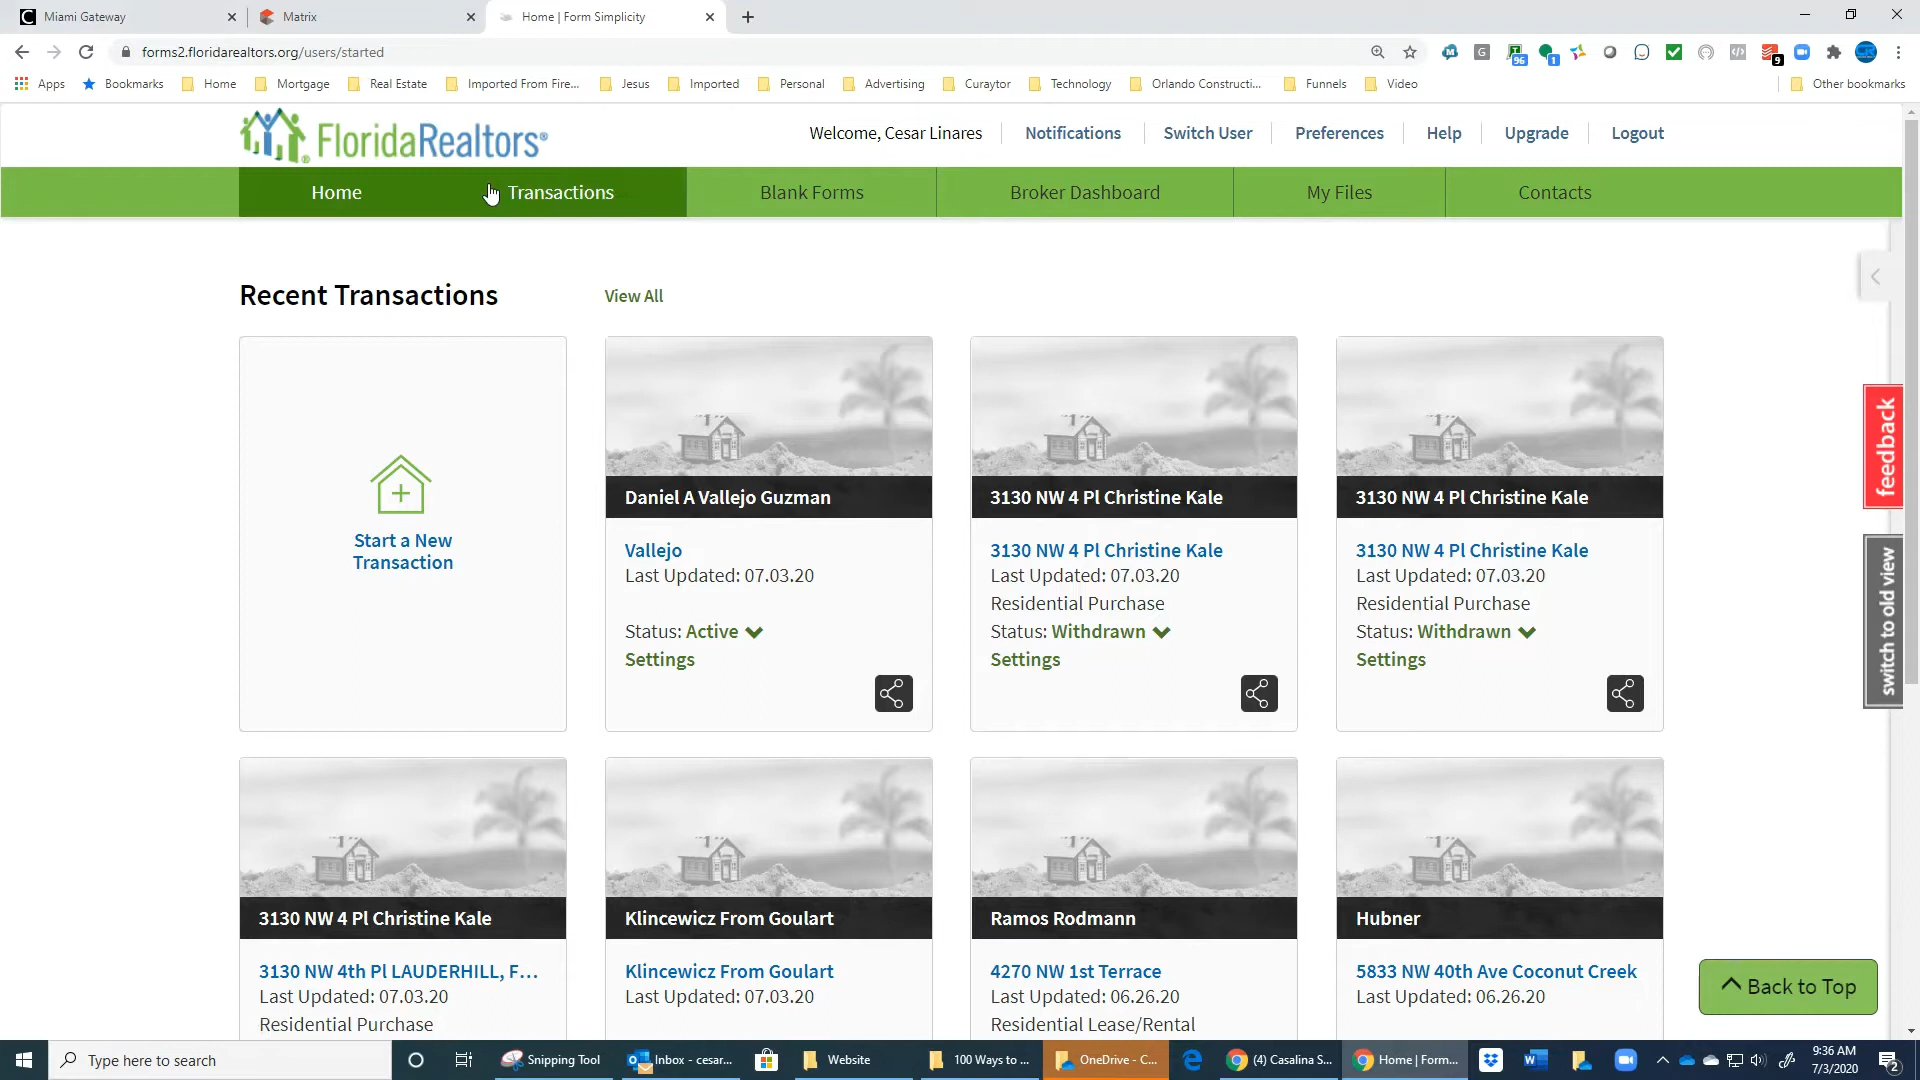 Miami Gateway
Matrix
Home | Form Simplicity
forms2.floridarealtors.org/users/started
96
1
9
Apps
Bookmarks
Home
Mortgage
Real Estate
Imported From Fire...
Jesus
Imported
Personal
Advertising
Curaytor
Technology
Orlando Constructi...
Funnels
Video
Other bookmarks
FloridaRealtors®
Welcome, Cesar Linares
Notifications
Switch User
Preferences
Help
Upgrade
Logout
Home
Transactions
Blank Forms
Broker Dashboard
My Files
Contacts
Recent Transactions
View All
Start a New
Transaction
Daniel A Vallejo Guzman
Vallejo
Last Updated: 07.03.20
Status: Active
Settings
3130 NW 4 Pl Christine Kale
3130 NW 4 Pl Christine Kale
Last Updated: 07.03.20
Residential Purchase
Status: Withdrawn
Settings
3130 NW 4 Pl Christine Kale
3130 NW 4 Pl Christine Kale
Last Updated: 07.03.20
Residential Purchase
Status: Withdrawn
Settings
feedback
switch to old view
3130 NW 4 Pl Christine Kale
3130 NW 4th Pl LAUDERHILL, F...
Last Updated: 07.03.20
Residential Purchase
Klincewicz From Goulart
Klincewicz From Goulart
Last Updated: 07.03.20
Ramos Rodmann
4270 NW 1st Terrace
Last Updated: 06.26.20
Residential Lease/Rental
Hubner
5833 NW 40th Ave Coconut Creek
Last Updated: 06.26.20
Back to Top
Type here to search
Snipping Tool
Inbox - cesar...
Website
100 Ways to ...
OneDrive - C...
(4) Casalina S...
Home | Form...
9:36 AM
7/3/2020
2